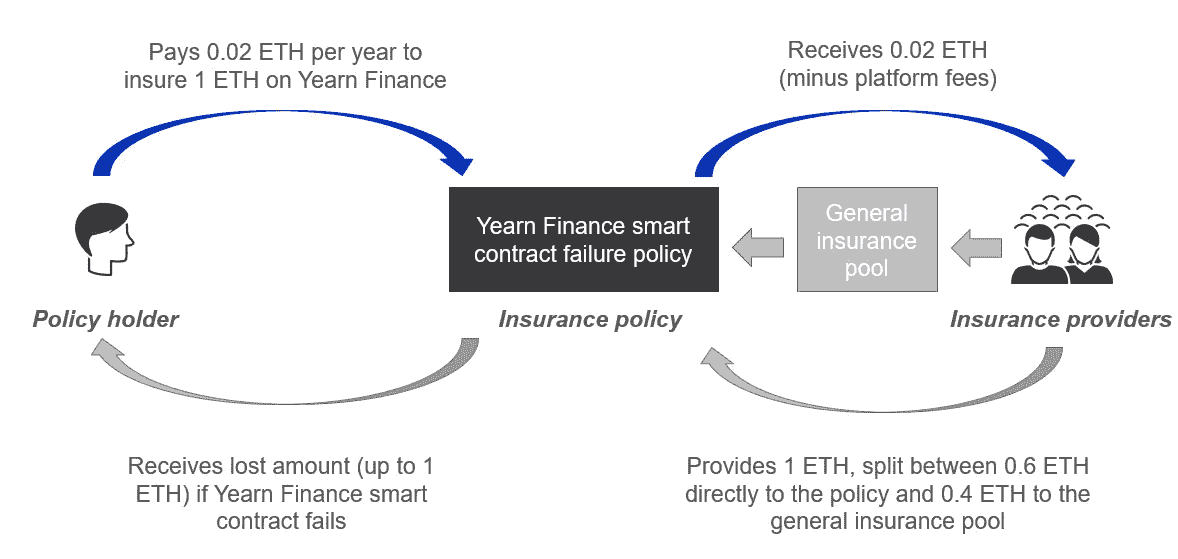 Pays 0.02 ETH per year to
insure 1 ETH on Yearn Finance
Receives 0.02 ETH
(minus platform fees)
Yearn Finance smart
contract failure policy
General
insurance
pool
Policy holder
Insurance policy
Insurance providers
Receives lost amount (up to 1
ETH) if Yearn Finance smart
contract fails
Provides 1 ETH, split between 0.6 ETH
directly to the policy and 0.4 ETH to the
general insurance pool